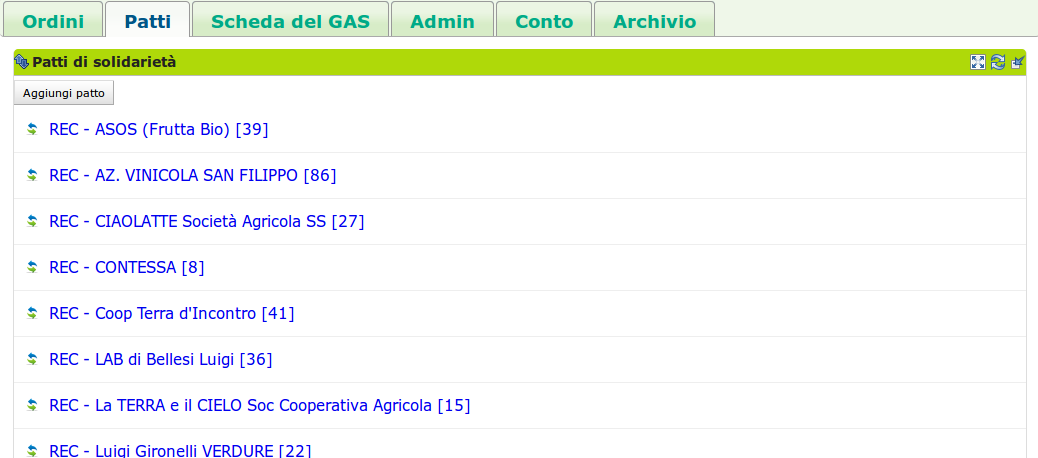 Ordini Patti Scheda del GAS Admin Conto Archivio
Patti di solidarietà
Aggiungi patto
REC - ASOS (Frutta Bio) [39]
REC - AZ. VINICOLA SAN FILIPPO [86]
REC - CIAOLATTE Società Agricola SS [27]
REC - CONTESSA [8]
REC - Coop Terra d'Incontro [41]
REC - LAB di Bellesi Luigi [36]
REC - La TERRA e il CIELO Soc Cooperativa Agricola [15]
REC - Luigi Gironelli VERDURE [22]